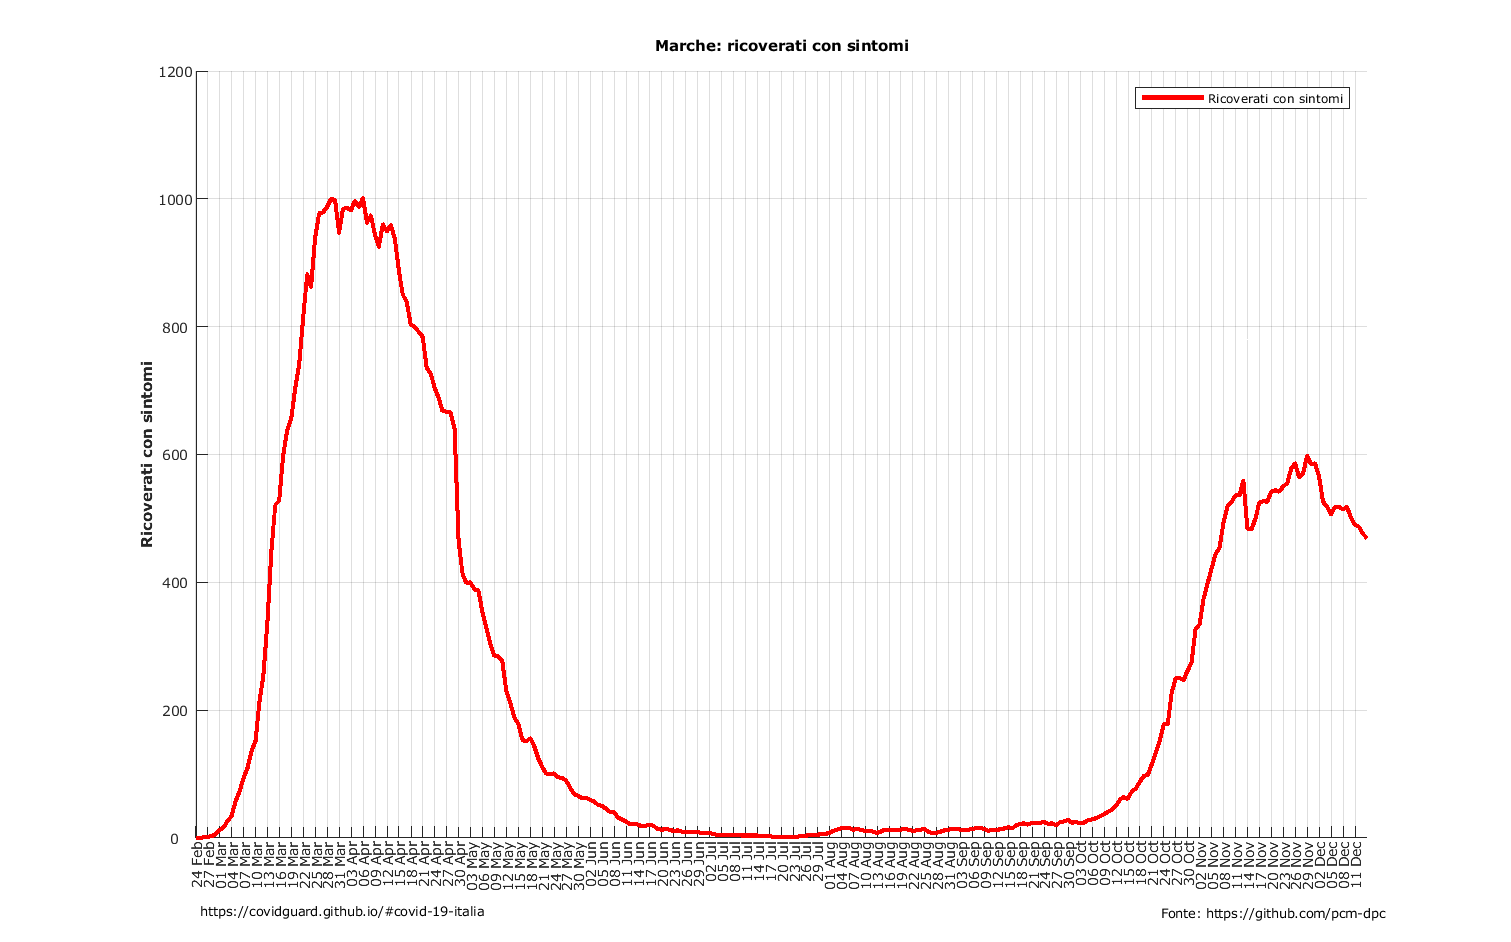 Marche: ricoverati con sintomi
Ricoverati con sintomi
Ricoverati con sintomi
1200
1000
800
600
400
200
0
24 Feb
27 Feb
01 Mar
04 Mar
07 Mar
10 Mar
13 Mar
16 Mar
19 Mar
22 Mar
25 Mar
28 Mar
31 Mar
03 Apr
06 Apr
09 Apr
12 Apr
15 Apr
18 Apr
21 Apr
24 Apr
27 Apr
30 Apr
03 May
06 May
09 May
12 May
15 May
18 May
21 May
24 May
27 May
30 May
02 Jun
05 Jun
08 Jun
11 Jun
14 Jun
17 Jun
20 Jun
23 Jun
26 Jun
29 Jun
02 Jul
05 Jul
08 Jul
11 Jul
14 Jul
17 Jul
20 Jul
23 Jul
26 Jul
29 Jul
01 Aug
04 Aug
07 Aug
10 Aug
13 Aug
16 Aug
19 Aug
22 Aug
25 Aug
28 Aug
31 Aug
03 Sep
06 Sep
09 Sep
12 Sep
15 Sep
18 Sep
21 Sep
24 Sep
27 Sep
30 Sep
03 Oct
06 Oct
09 Oct
12 Oct
15 Oct
18 Oct
21 Oct
24 Oct
27 Oct
30 Oct
02 Nov
05 Nov
08 Nov
11 Nov
14 Nov
17 Nov
20 Nov
23 Nov
26 Nov
29 Nov
02 Dec
05 Dec
08 Dec
11 Dec
https://covidguard.github.io/#covid-19-italia
Fonte: https://github.com/pcm-dpc